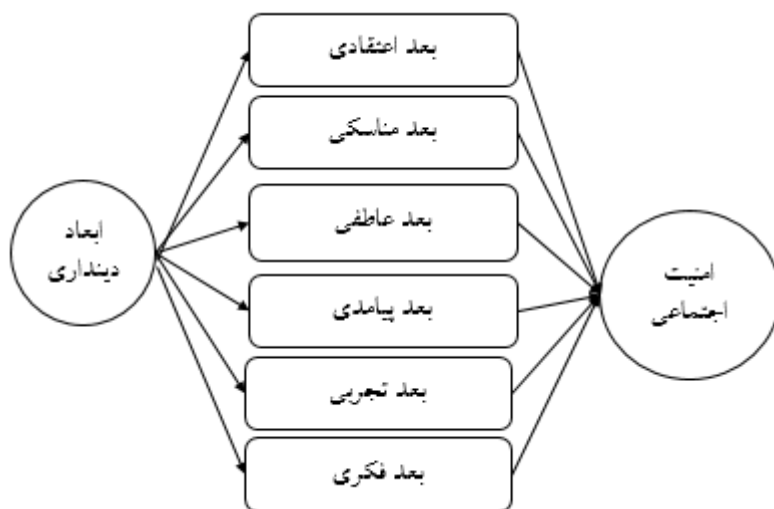 بعد اعتقادی
بعد مناسکی
بعد عاطفی
بعد پیامدی
بعد تجربی
بعد فکری
ابعاد
دینداری
امنیت
اجتماعی